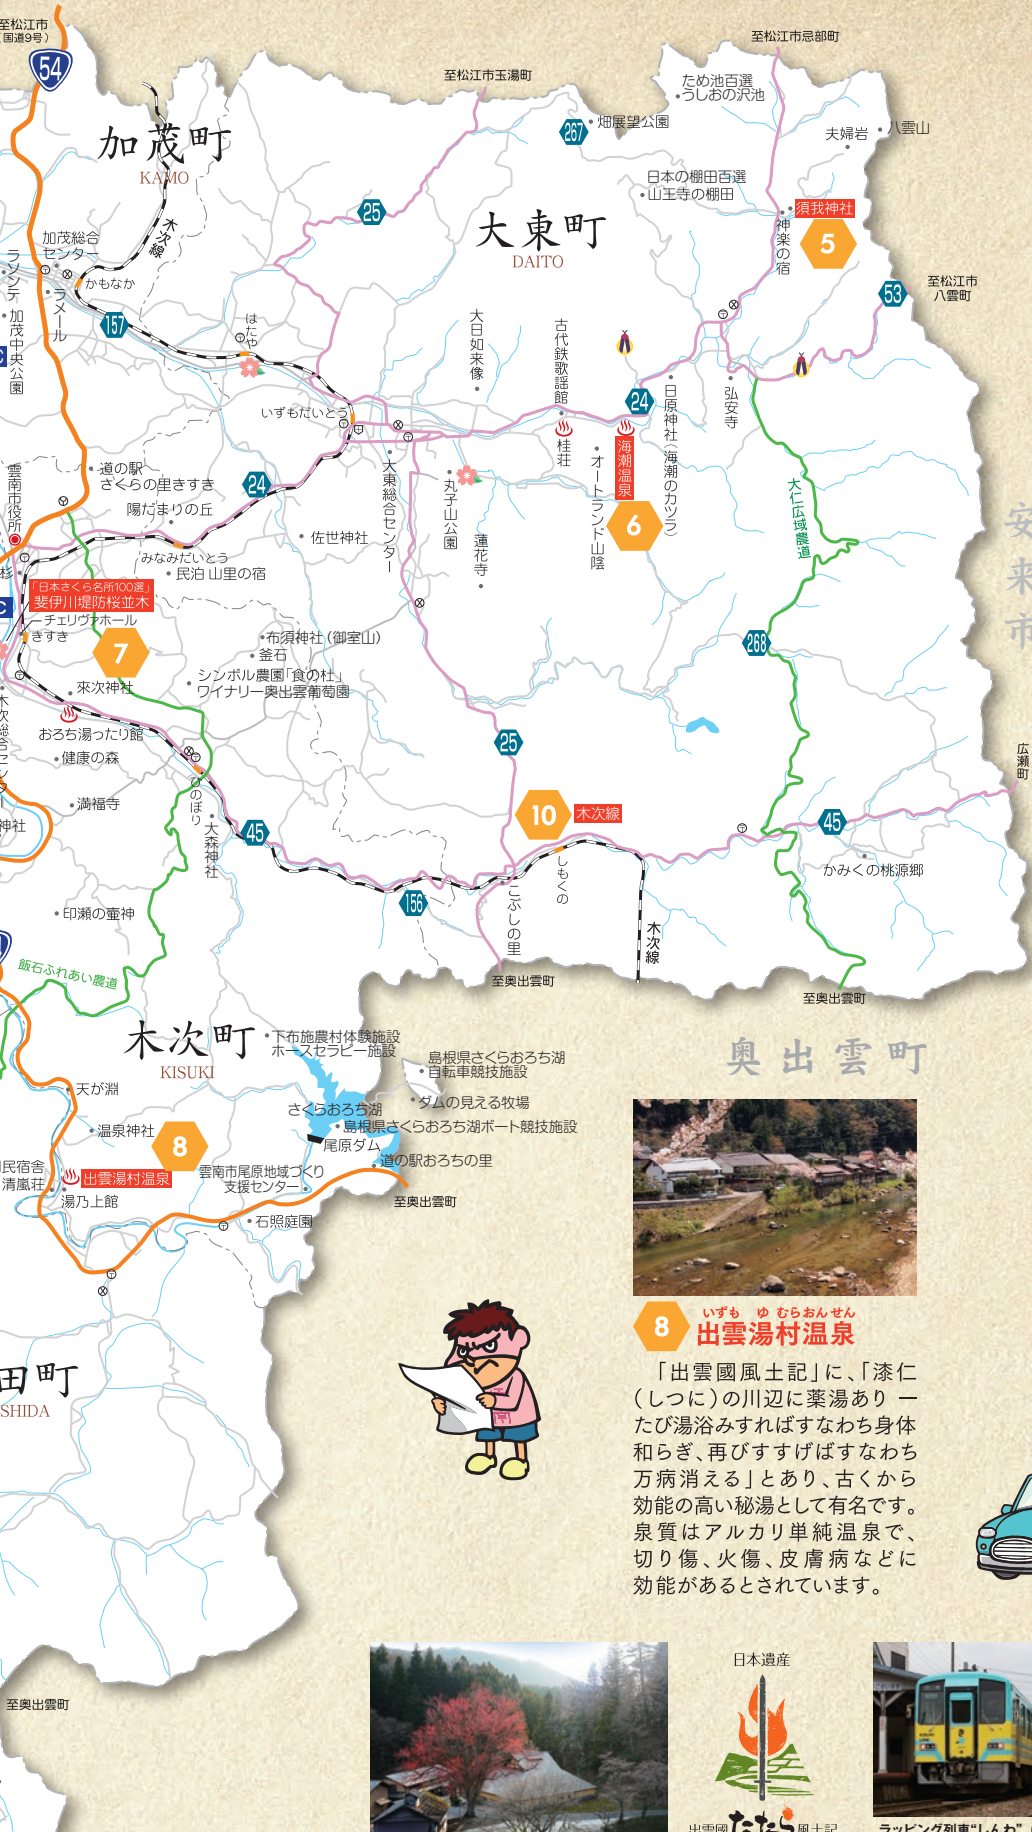 至松江市
(国道9号)
54
至松江市玉湯町
至松江市忌部町
ため池百選
うしおの沢池
267
畑展望公園
夫婦岩
八雲山
加茂町
KAMO
日本の棚田百選
山王寺の棚田
須我神社
5
神楽の宿
25
大東町
DAITO
木次線
加茂総合
センター
かもなか
ラメール
加茂中央公園
157
はたや
至松江市
八雲町
53
大日如来像
古代鉄歌謡館
24
日原神社(海潮のカツラ)
弘安寺
いずもだいとう
桂荘
海潮温泉
6
オートランド山陰
大仁広域農道
雲南市役所
道の駅
さくらの里きすき
24
陽だまりの丘
大東総合センター
丸子山公園
蓮花寺
佐世神社
みなみだいとう
民泊 山里の宿
安来市
「日本さくら名所100選」
斐伊川堤防桜並木
チェリヴァホール
きすき
7
布須神社(御室山)
釜石
シンボル農園「食の杜」
ワイナリー奥出雲葡萄園
268
來次神社
おろち湯ったり館
健康の森
満福寺
神社
ひのぼり
大森神社
25
広瀬町
10
木次線
45
45
156
しもくの
こぶしの里
かみくの桃源郷
印瀬の壷神
木次線
飯石ふれあい農道
至奥出雲町
至奥出雲町
木次町
KISUKI
下布施農村体験施設
ホースセラピー施設
奥出雲町
島根県さくらおろち湖
自転車競技施設
天が淵
さくらおろち湖
ダムの見える牧場
島根県さくらおろち湖ボート競技施設
温泉神社
8
尾原ダム
道の駅おろちの里
民宿舎
清嵐荘
出雲湯村温泉
湯乃上館
雲南市尾原地域づくり
支援センター
至奥出雲町
石照庭園
8
いずも ゆ むらおんせん
出雲湯村温泉
「出雲國風土記」に、「漆仁
(しつに)の川辺に薬湯あり 一
たび湯浴みすればすなわち身体
和らぎ、再びすすげばすなわち
万病消える」とあり、古くから
効能の高い秘湯として有名です。
泉質はアルカリ単純温泉で、
切り傷、火傷、皮膚病などに
効能があるとされています。
田町
SHIDA
至奥出雲町
日本遺産
出雲國たたら風土記
ラッピング列車“しんわ”